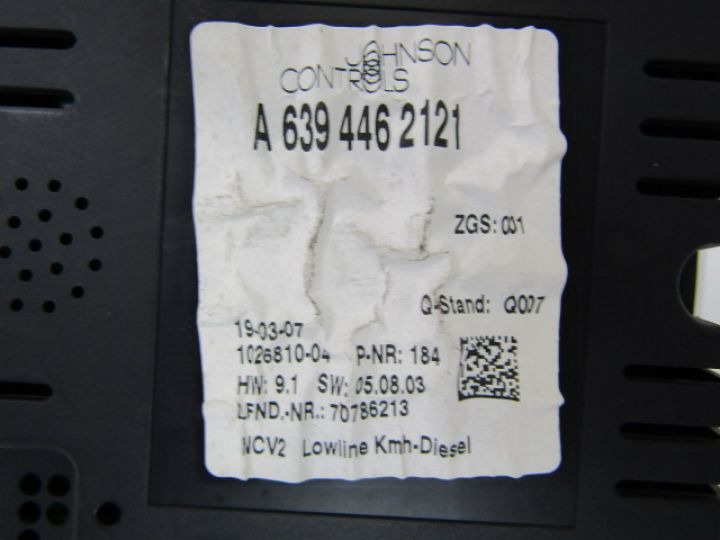 JOHNSON
CONTROLS
A 639 446 2121
ZGS: 001
Q-Stand: Q007
19-03-07
1026810-04 P-NR: 184
HW: 9.1 SW: 05.08.03
LFND.-NR.: 70786213
NCV2 Lowline Kmh-Diesel